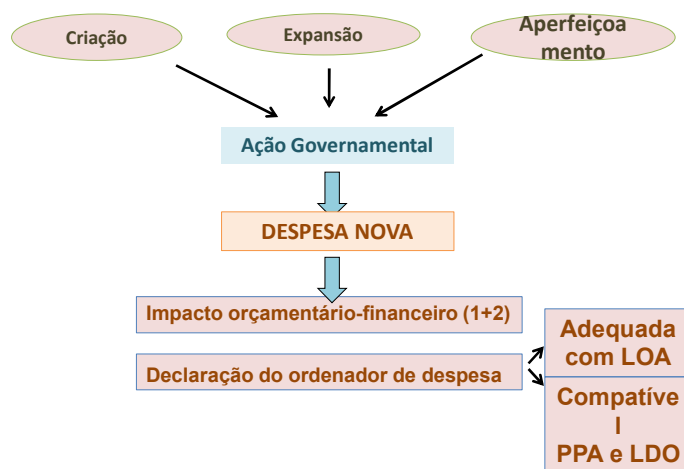 Criação
Expansão
Aperfeiçoa
mento
Ação Governamental
DESPESA NOVA
Impacto orçamentário-financeiro (1+2)
Declaração do ordenador de despesa
Adequada
com LOA
Compatíve
l
PPA e LDO